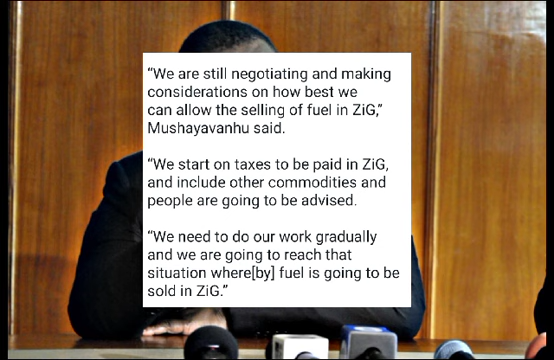 “We are still negotiating and making
considerations on how best we
can allow the selling of fuel in ZiG,”
Mushayavanhu said.
“We start on taxes to be paid in ZiG,
and include other commodities and
people are going to be advised.
“We need to do our work gradually
and we are going to reach that
situation where[by] fuel is going to be
sold in ZiG.”